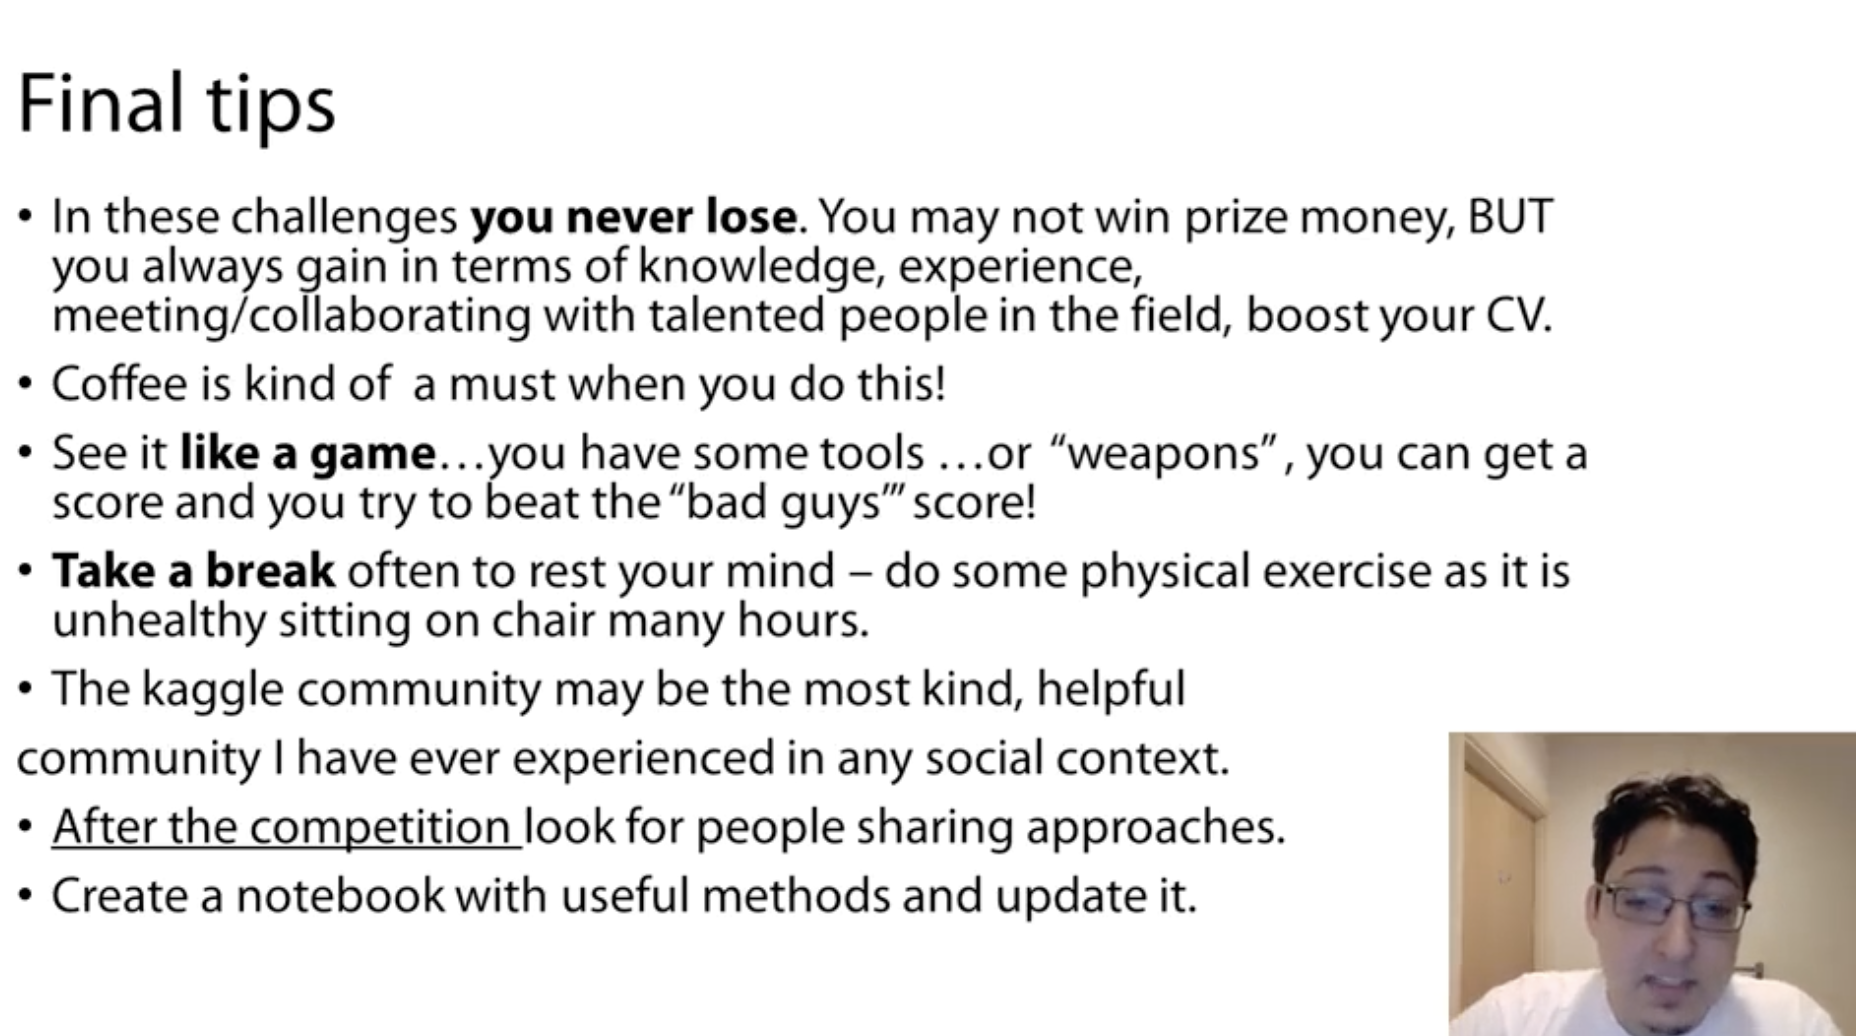 Final tips
• In these challenges you never lose. You may not win prize money, BUT
you always gain in terms of knowledge, experience,
meeting/collaborating with talented people in the field, boost your CV.
• Coffee is kind of  a must when you do this!
• See it like a game…you have some tools …or “weapons”, you can get a
score and you try to beat the “bad guys”’ score!
• Take a break often to rest your mind – do some physical exercise as it is
unhealthy sitting on chair many hours.
• The kaggle community may be the most kind, helpful
community I have ever experienced in any social context.
• After the competition look for people sharing approaches.
• Create a notebook with useful methods and update it.